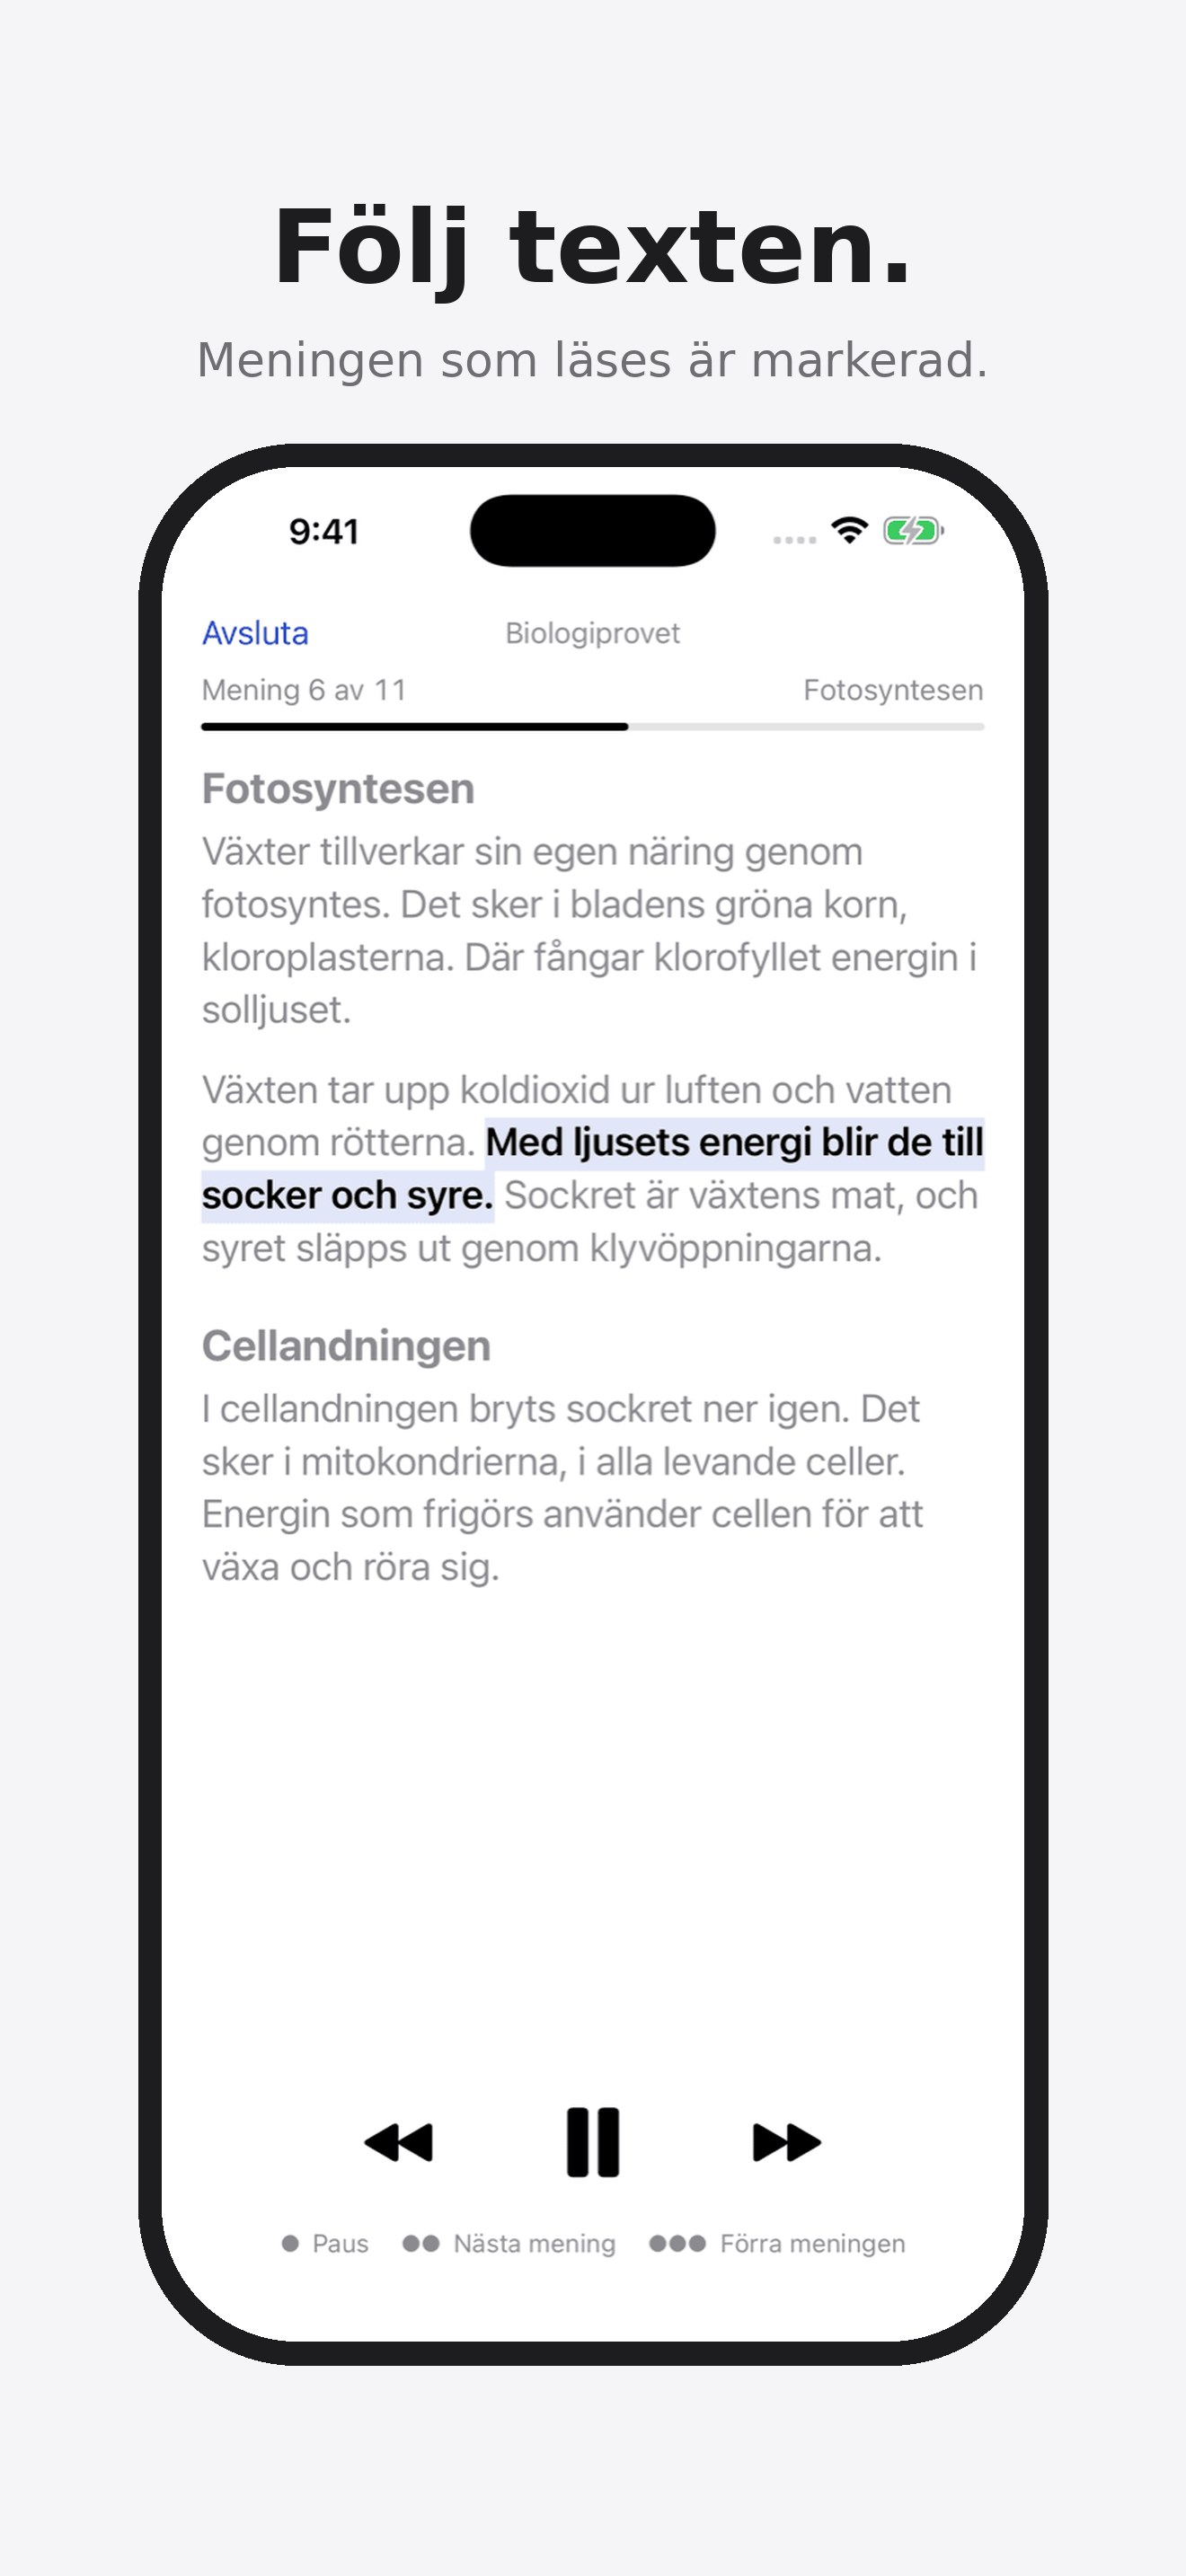 Följ texten.
Meningen som läses är markerad.
9:41
Avsluta
Biologiprovet
Mening 6 av 11
Fotosyntesen
Fotosyntesen
Växter tillverkar sin egen näring genom
fotosyntes. Det sker i bladens gröna korn,
kloroplasterna. Där fångar klorofyllet energin i
solljuset.
Växten tar upp koldioxid ur luften och vatten
genom rötterna. Med ljusets energi blir de till
socker och syre. Sockret är växtens mat, och
syret släpps ut genom klyvöppningarna.
Cellandningen
I cellandningen bryts sockret ner igen. Det
sker i mitokondrierna, i alla levande celler.
Energin som frigörs använder cellen för att
växa och röra sig.
Paus
Nästa mening
Förra meningen